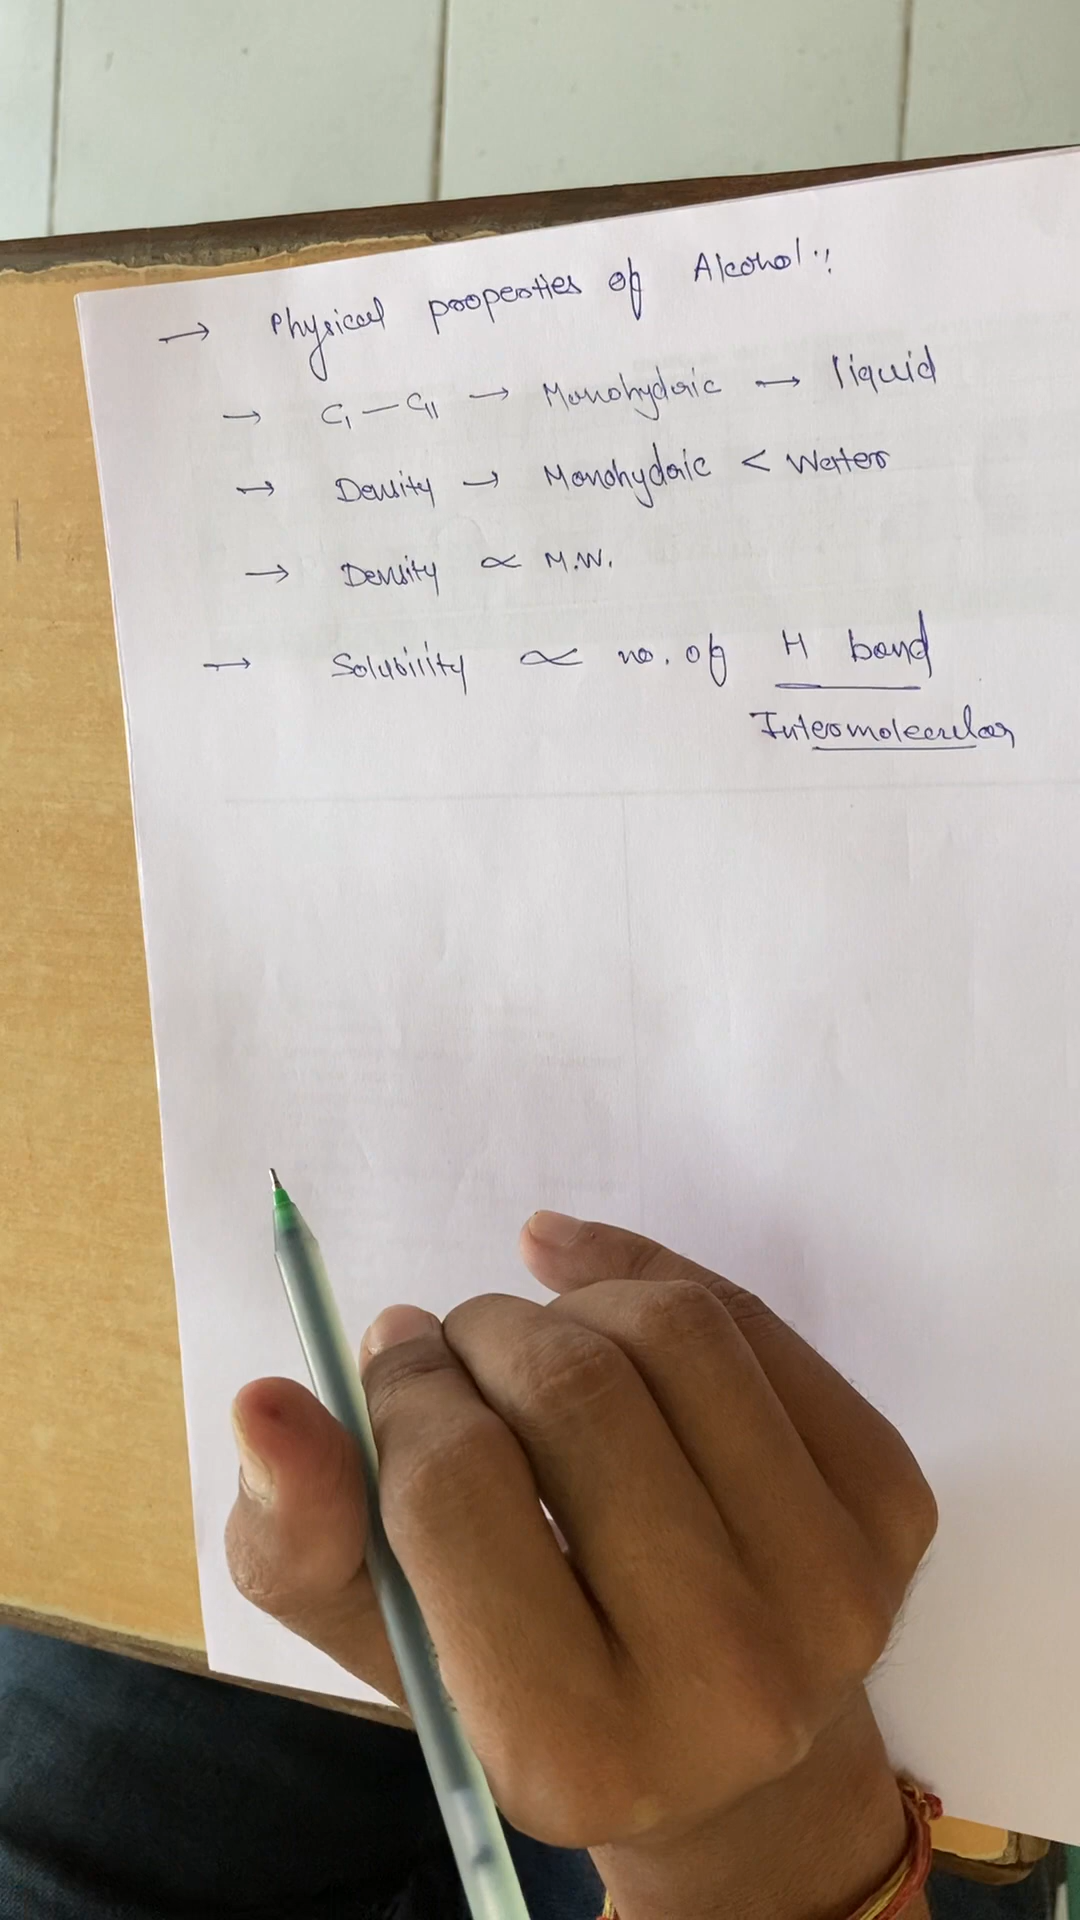 → Physical properties of Alcohol :!
→ C₁ — C₁₁ → Monohydric → liquid
→ Density → Monohydric < Water
→ Density ∝ M.W.
→ Solubility ∝ no. of H bond
Intermolecular